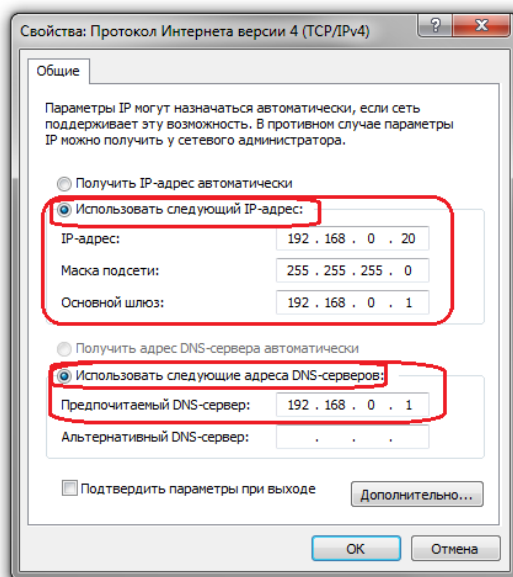 Свойства: Протокол Интернета версии 4 (TCP/IPv4)
?
Общие
Параметры IP могут назначаться автоматически, если сеть
поддерживает эту возможность. В противном случае параметры
IP можно получить у сетевого администратора.
Получить IP-адрес автоматически
Использовать следующий IP-адрес:
IP-адрес: 192 . 168 . 0 . 20
Маска подсети: 255 . 255 . 255 . 0
Основной шлюз: 192 . 168 . 0 . 1
Получить адрес DNS-сервера автоматически
Использовать следующие адреса DNS-серверов:
Предпочитаемый DNS-сервер: 192 . 168 . 0 . 1
Альтернативный DNS-сервер: . . .
Подтвердить параметры при выходе
Дополнительно...
ОК
Отмена